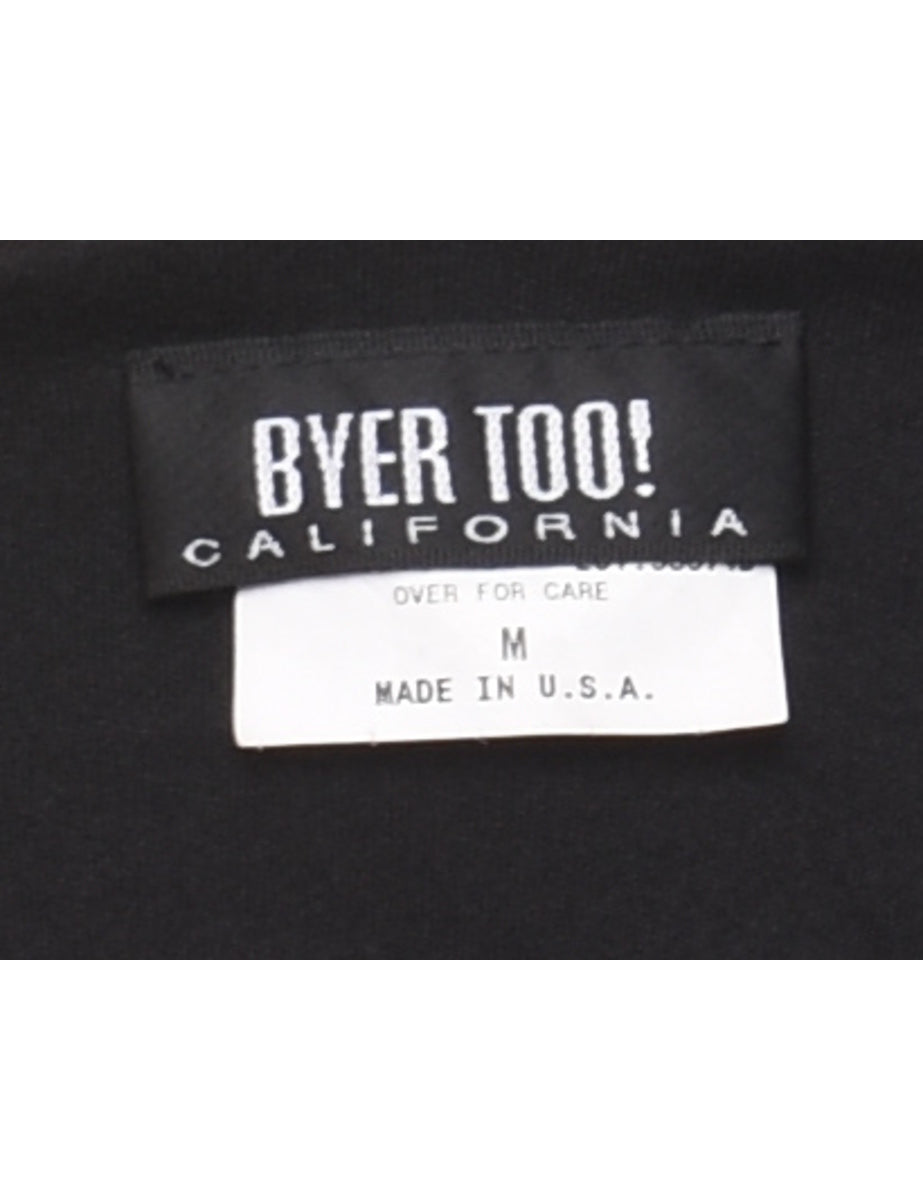 BYER TOO!
CALIFORNIA
OVER FOR CARE
M
MADE IN U.S.A.